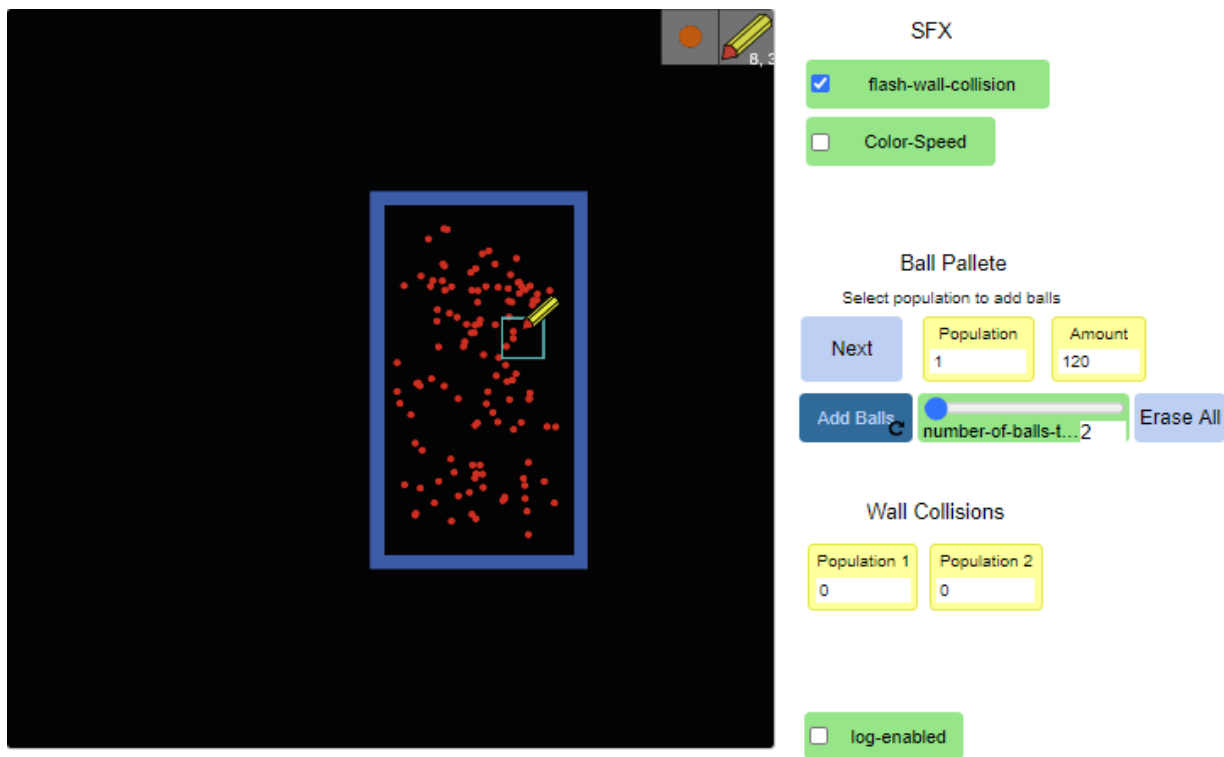 8, 3
SFX
flash-wall-collision
Color-Speed
Ball Pallete
Select population to add balls
Next
Population
1
Amount
120
Add Balls
number-of-balls-t... 2
Erase All
Wall Collisions
Population 1
0
Population 2
0
log-enabled